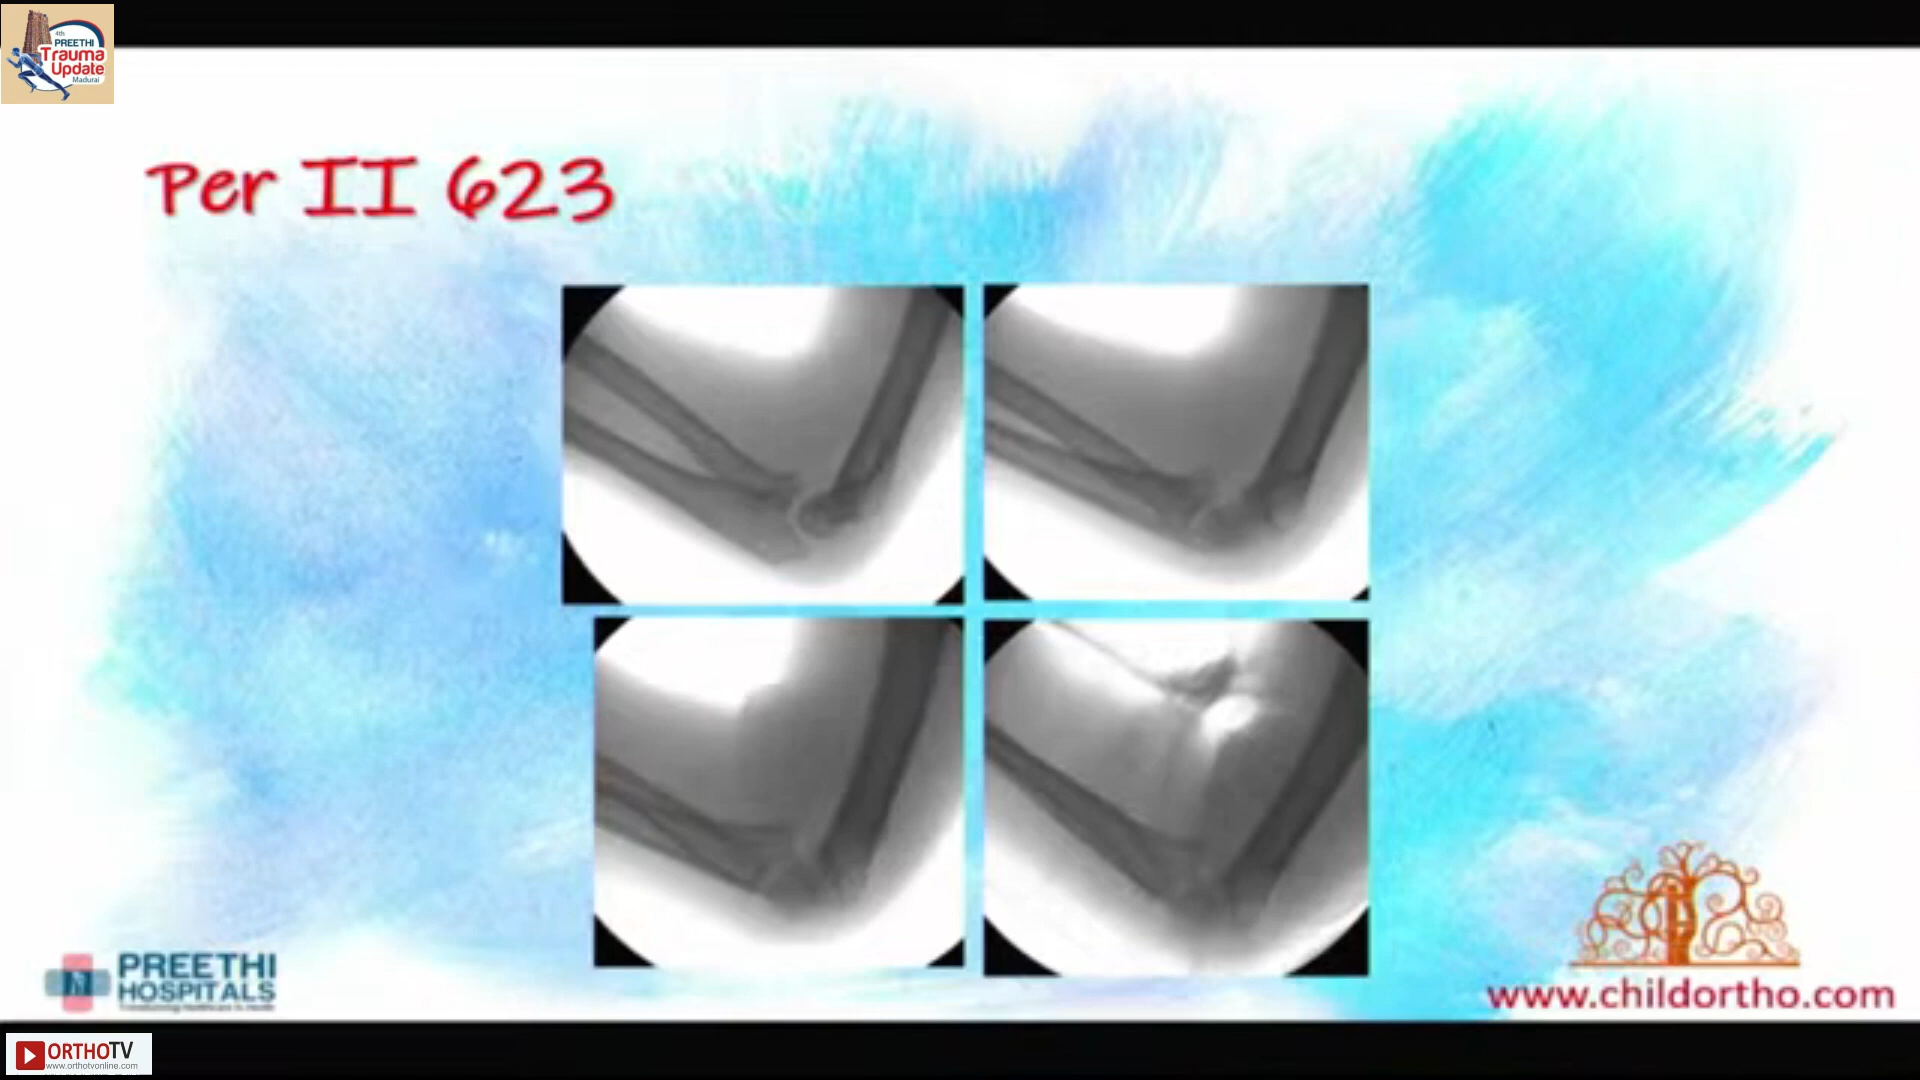 4th
PREETHI
Trauma
Update
Madurai
Per II 623
PREETHI
HOSPITALS
www.childortho.com
ORTHOTV
www.orthotvonline.com